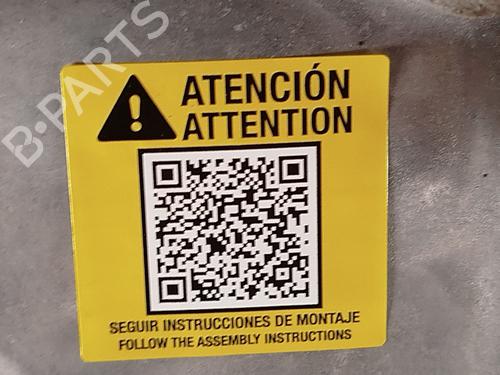 B-PARTS
ATENCIÓN
ATTENTION
SEGUIR INSTRUCCIONES DE MONTAJE
FOLLOW THE ASSEMBLY INSTRUCTIONS